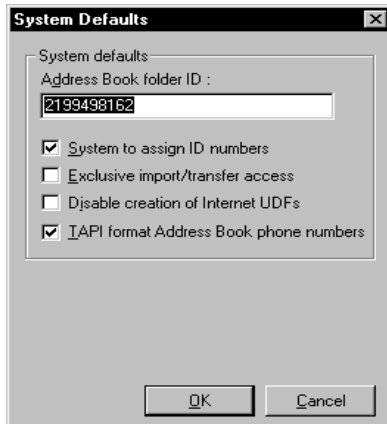 System Defaults
System defaults
Address Book folder ID :
2199498162
System to assign ID numbers
Exclusive import/transfer access
Disable creation of Internet UDFs
TAPI format Address Book phone numbers
OK Cancel